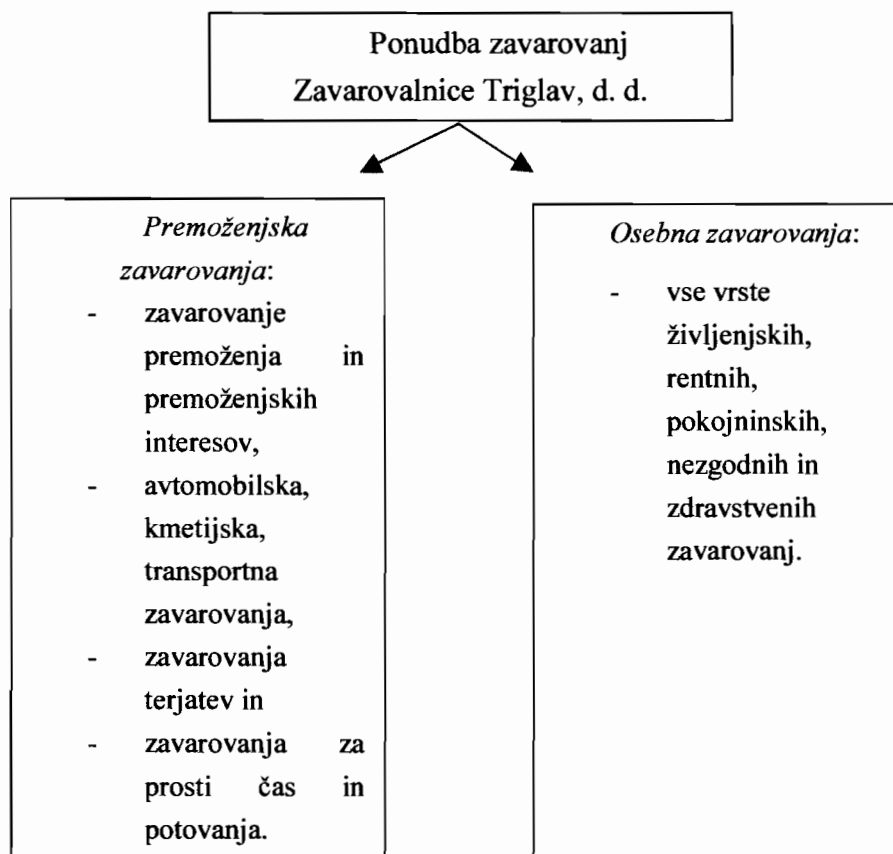 Ponudba zavarovanj
Zavarovalnice Triglav, d. d.
Premoženjska
zavarovanja:
- zavarovanje
premoženja in
premoženjskih
interesov,
- avtomobilska,
kmetijska,
transportna
zavarovanja,
- zavarovanja
terjatev in
- zavarovanja za
prosti čas in
potovanja.
Osebna zavarovanja:
- vse vrste
življenjskih,
rentnih,
pokojninskih,
nezgodnih in
zdravstvenih
zavarovanj.